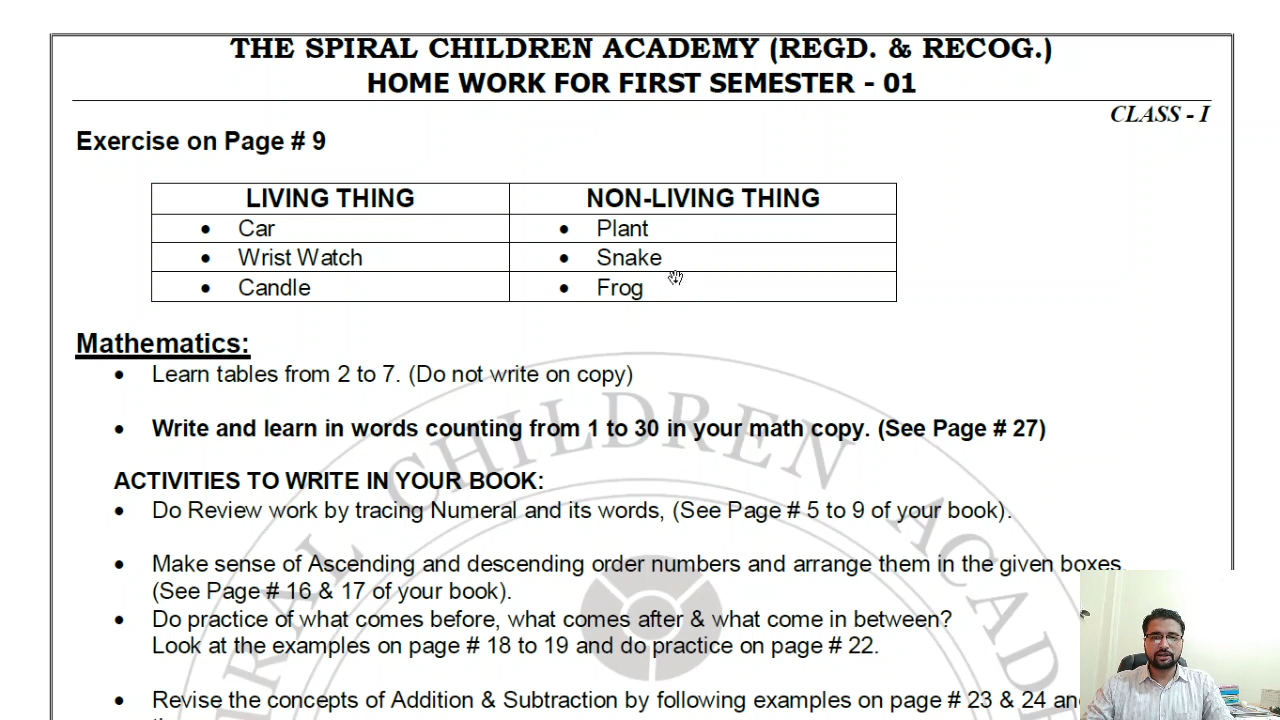 THE SPIRAL CHILDREN ACADEMY (REGD. & RECOG.)
HOME WORK FOR FIRST SEMESTER - 01
CLASS - I
Exercise on Page # 9
LIVING THING NON-LIVING THING
• Car • Plant
• Wrist Watch • Snake
• Candle • Frog
Mathematics:
• Learn tables from 2 to 7. (Do not write on copy)
• Write and learn in words counting from 1 to 30 in your math copy. (See Page # 27)
ACTIVITIES TO WRITE IN YOUR BOOK:
• Do Review work by tracing Numeral and its words, (See Page # 5 to 9 of your book).
• Make sense of Ascending and descending order numbers and arrange them in the given boxes.
(See Page # 16 & 17 of your book).
• Do practice of what comes before, what comes after & what come in between?
Look at the examples on page # 18 to 19 and do practice on page # 22.
• Revise the concepts of Addition & Subtraction by following examples on page # 23 & 24
SPIRAL CHILDREN ACADEMY